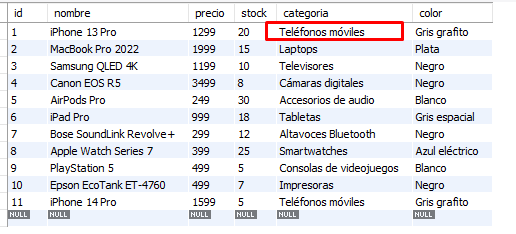 id nombre precio stock categoria color
1 iPhone 13 Pro 1299 20 Teléfonos móviles Gris grafito
2 MacBook Pro 2022 1999 15 Laptops Plata
3 Samsung QLED 4K 1199 10 Televisores Negro
4 Canon EOS R5 3499 8 Cámaras digitales Negro
5 AirPods Pro 249 30 Accesorios de audio Blanco
6 iPad Pro 999 18 Tabletas Gris espacial
7 Bose SoundLink Revolve+ 299 12 Altavoces Bluetooth Negro
8 Apple Watch Series 7 399 25 Smartwatches Azul eléctrico
9 PlayStation 5 499 5 Consolas de videojuegos Blanco
10 Epson EcoTank ET-4760 499 7 Impresoras Negro
11 iPhone 14 Pro 1599 5 Teléfonos móviles Gris grafito
NULL NULL NULL NULL NULL NULL